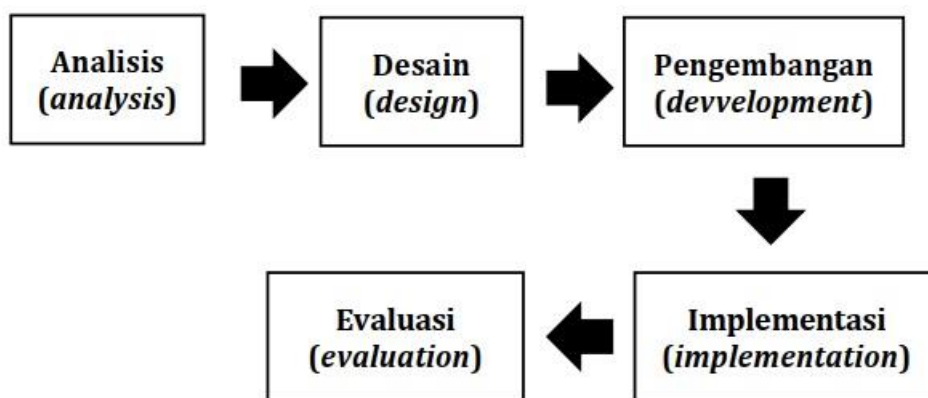 Analisis
(analysis)
Desain
(design)
Pengembangan
(devvelopment)
Implementasi
(implementation)
Evaluasi
(evaluation)